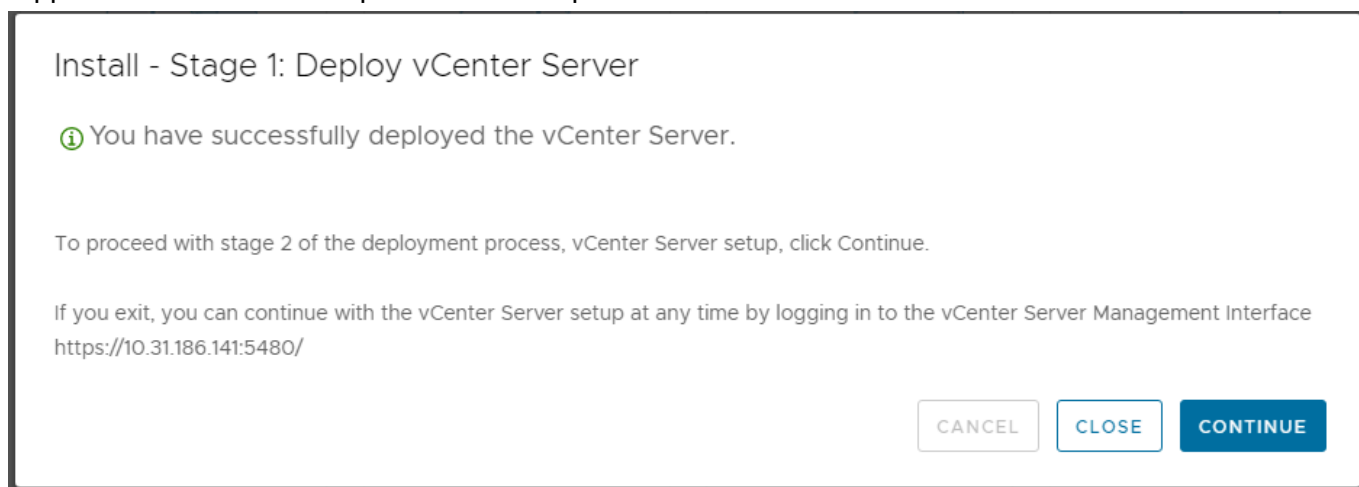 Install - Stage 1: Deploy vCenter Server
You have successfully deployed the vCenter Server.
To proceed with stage 2 of the deployment process, vCenter Server setup, click Continue.
If you exit, you can continue with the vCenter Server setup at any time by logging in to the vCenter Server Management Interface
https://10.31.186.141:5480/
CANCEL CLOSE CONTINUE